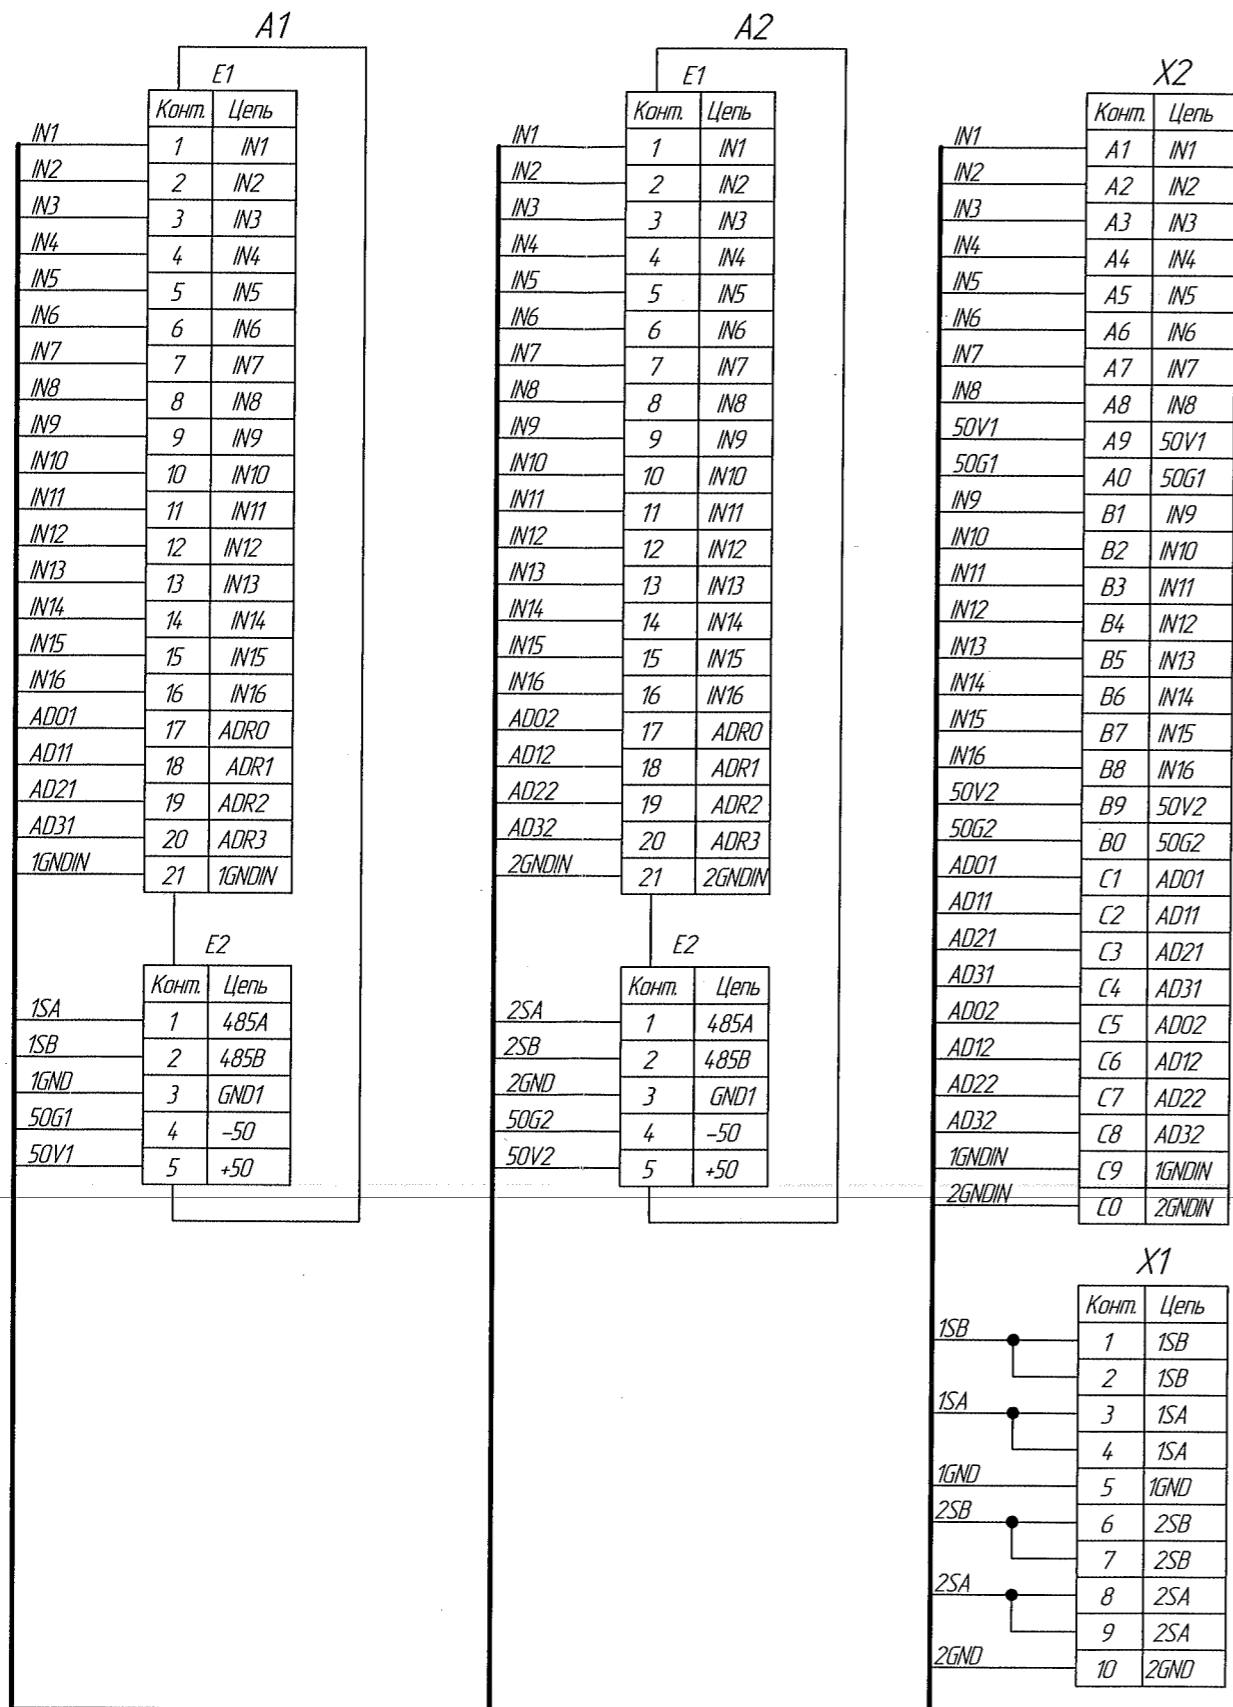 A1
E1
Конт. Цепь
IN1 1 IN1
IN2 2 IN2
IN3 3 IN3
IN4 4 IN4
IN5 5 IN5
IN6 6 IN6
IN7 7 IN7
IN8 8 IN8
IN9 9 IN9
IN10 10 IN10
IN11 11 IN11
IN12 12 IN12
IN13 13 IN13
IN14 14 IN14
IN15 15 IN15
IN16 16 IN16
AD01 17 ADR0
AD11 18 ADR1
AD21 19 ADR2
AD31 20 ADR3
1GNDIN 21 1GNDIN
E2
Конт. Цепь
1SA 1 485A
1SB 2 485B
1GND 3 GND1
50G1 4 -50
50V1 5 +50
A2
E1
Конт. Цепь
IN1 1 IN1
IN2 2 IN2
IN3 3 IN3
IN4 4 IN4
IN5 5 IN5
IN6 6 IN6
IN7 7 IN7
IN8 8 IN8
IN9 9 IN9
IN10 10 IN10
IN11 11 IN11
IN12 12 IN12
IN13 13 IN13
IN14 14 IN14
IN15 15 IN15
IN16 16 IN16
AD02 17 ADR0
AD12 18 ADR1
AD22 19 ADR2
AD32 20 ADR3
2GNDIN 21 2GNDIN
E2
Конт. Цепь
2SA 1 485A
2SB 2 485B
2GND 3 GND1
50G2 4 -50
50V2 5 +50
X2
Конт. Цепь
IN1 A1 IN1
IN2 A2 IN2
IN3 A3 IN3
IN4 A4 IN4
IN5 A5 IN5
IN6 A6 IN6
IN7 A7 IN7
IN8 A8 IN8
50V1 A9 50V1
50G1 A0 50G1
IN9 B1 IN9
IN10 B2 IN10
IN11 B3 IN11
IN12 B4 IN12
IN13 B5 IN13
IN14 B6 IN14
IN15 B7 IN15
IN16 B8 IN16
50V2 B9 50V2
50G2 B0 50G2
AD01 C1 AD01
AD11 C2 AD11
AD21 C3 AD21
AD31 C4 AD31
AD02 C5 AD02
AD12 C6 AD12
AD22 C7 AD22
AD32 C8 AD32
1GNDIN C9 1GNDIN
2GNDIN C0 2GNDIN
X1
Конт. Цепь
1SB 1 1SB
2 1SB
1SA 3 1SA
4 1SA
1GND 5 1GND
2SB 6 2SB
7 2SB
2SA 8 2SA
9 2SA
2GND 10 2GND